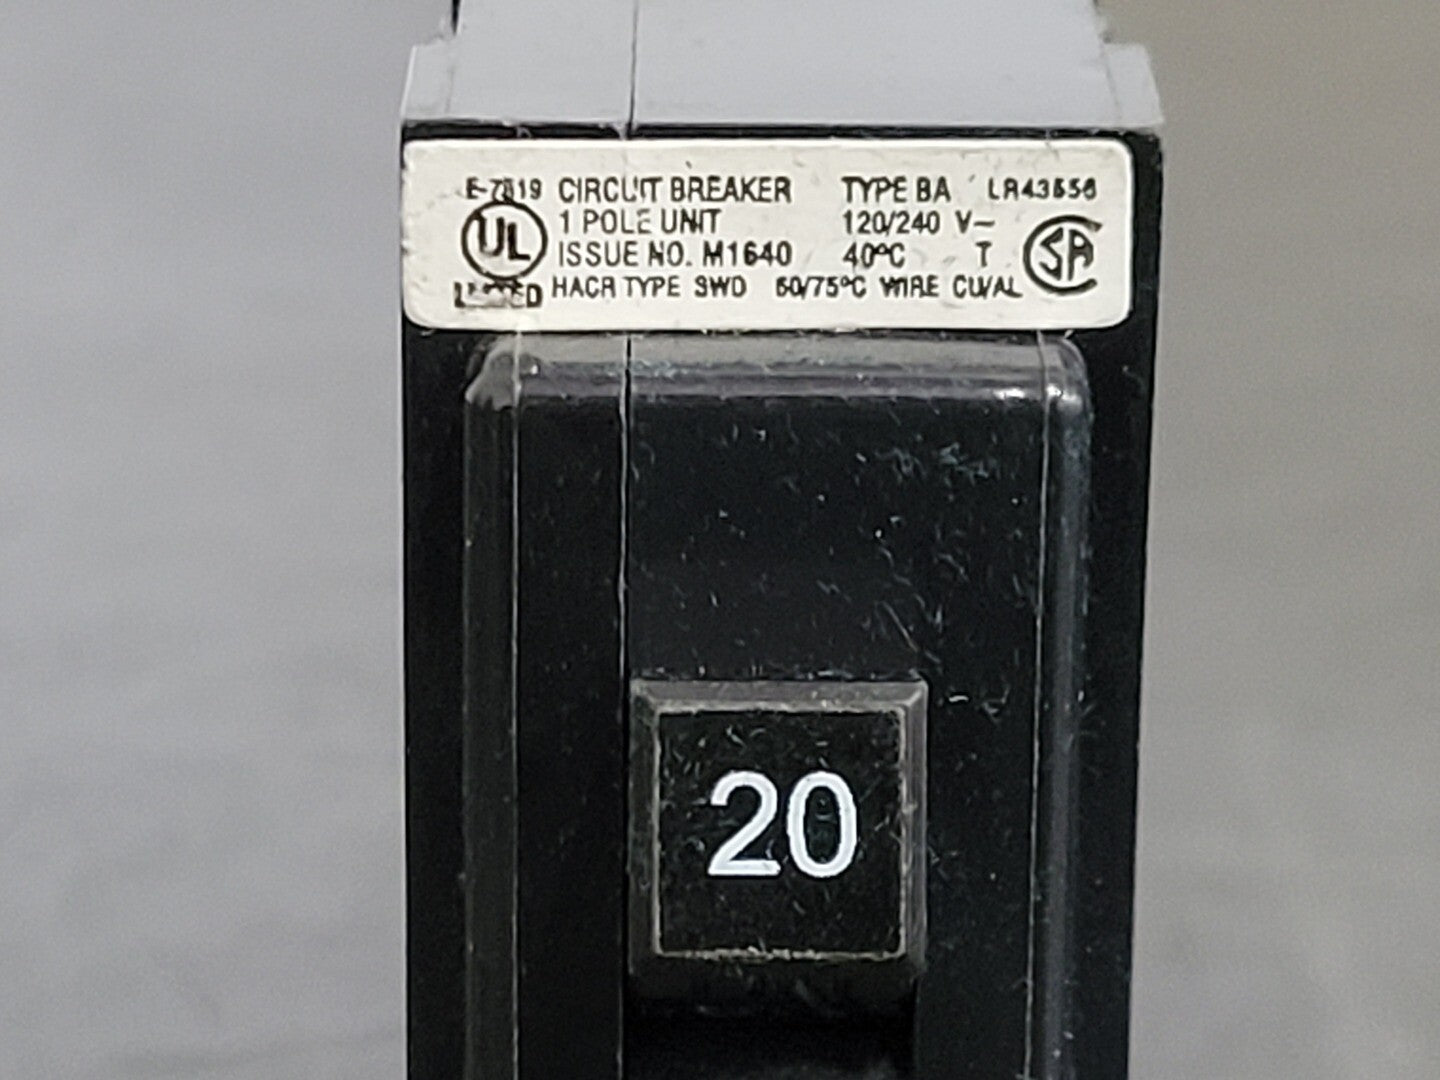 E-7819 CIRCUIT BREAKER TYPE BA LR43556
UL 1 POLE UNIT 120/240 V~
ISSUE NO. M1640 40°C T SA
LISTED HACR TYPE SWD 60/75°C WIRE CU/AL
20